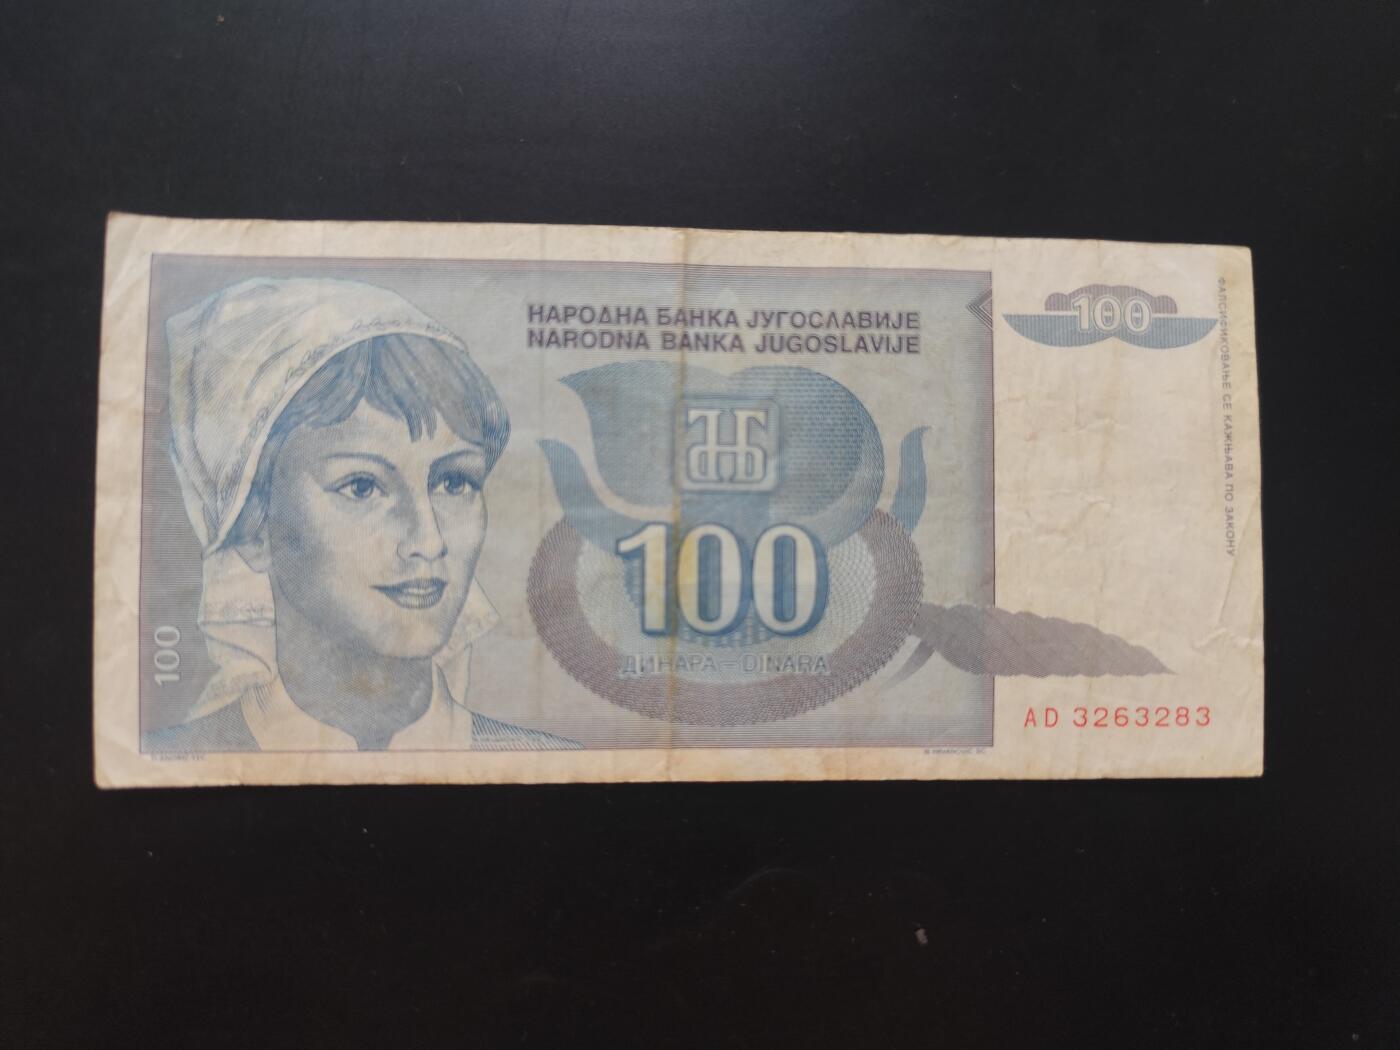 НАРОДНА БАНКА ЈУГОСЛАВИЈЕ
NARODNA BANKA JUGOSLAVIJE
100
ФАЛСИФИКОВАЊЕ СЕ КАЖЊАВА ПО ЗАКОНУ
100
ДИНАРА – DINARA
100
AD 3263283